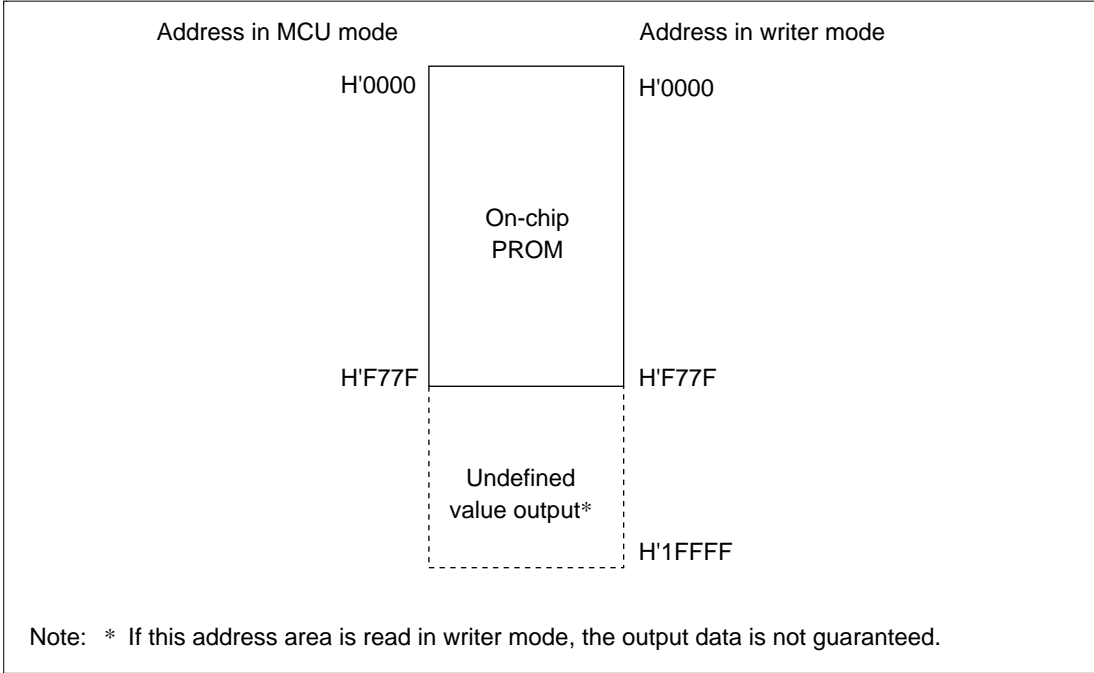 Address in MCU mode Address in writer mode
H'0000 H'0000
On-chip
PROM
H'F77F H'F77F
Undefined
value output*
H'1FFFF
Note: * If this address area is read in writer mode, the output data is not guaranteed.